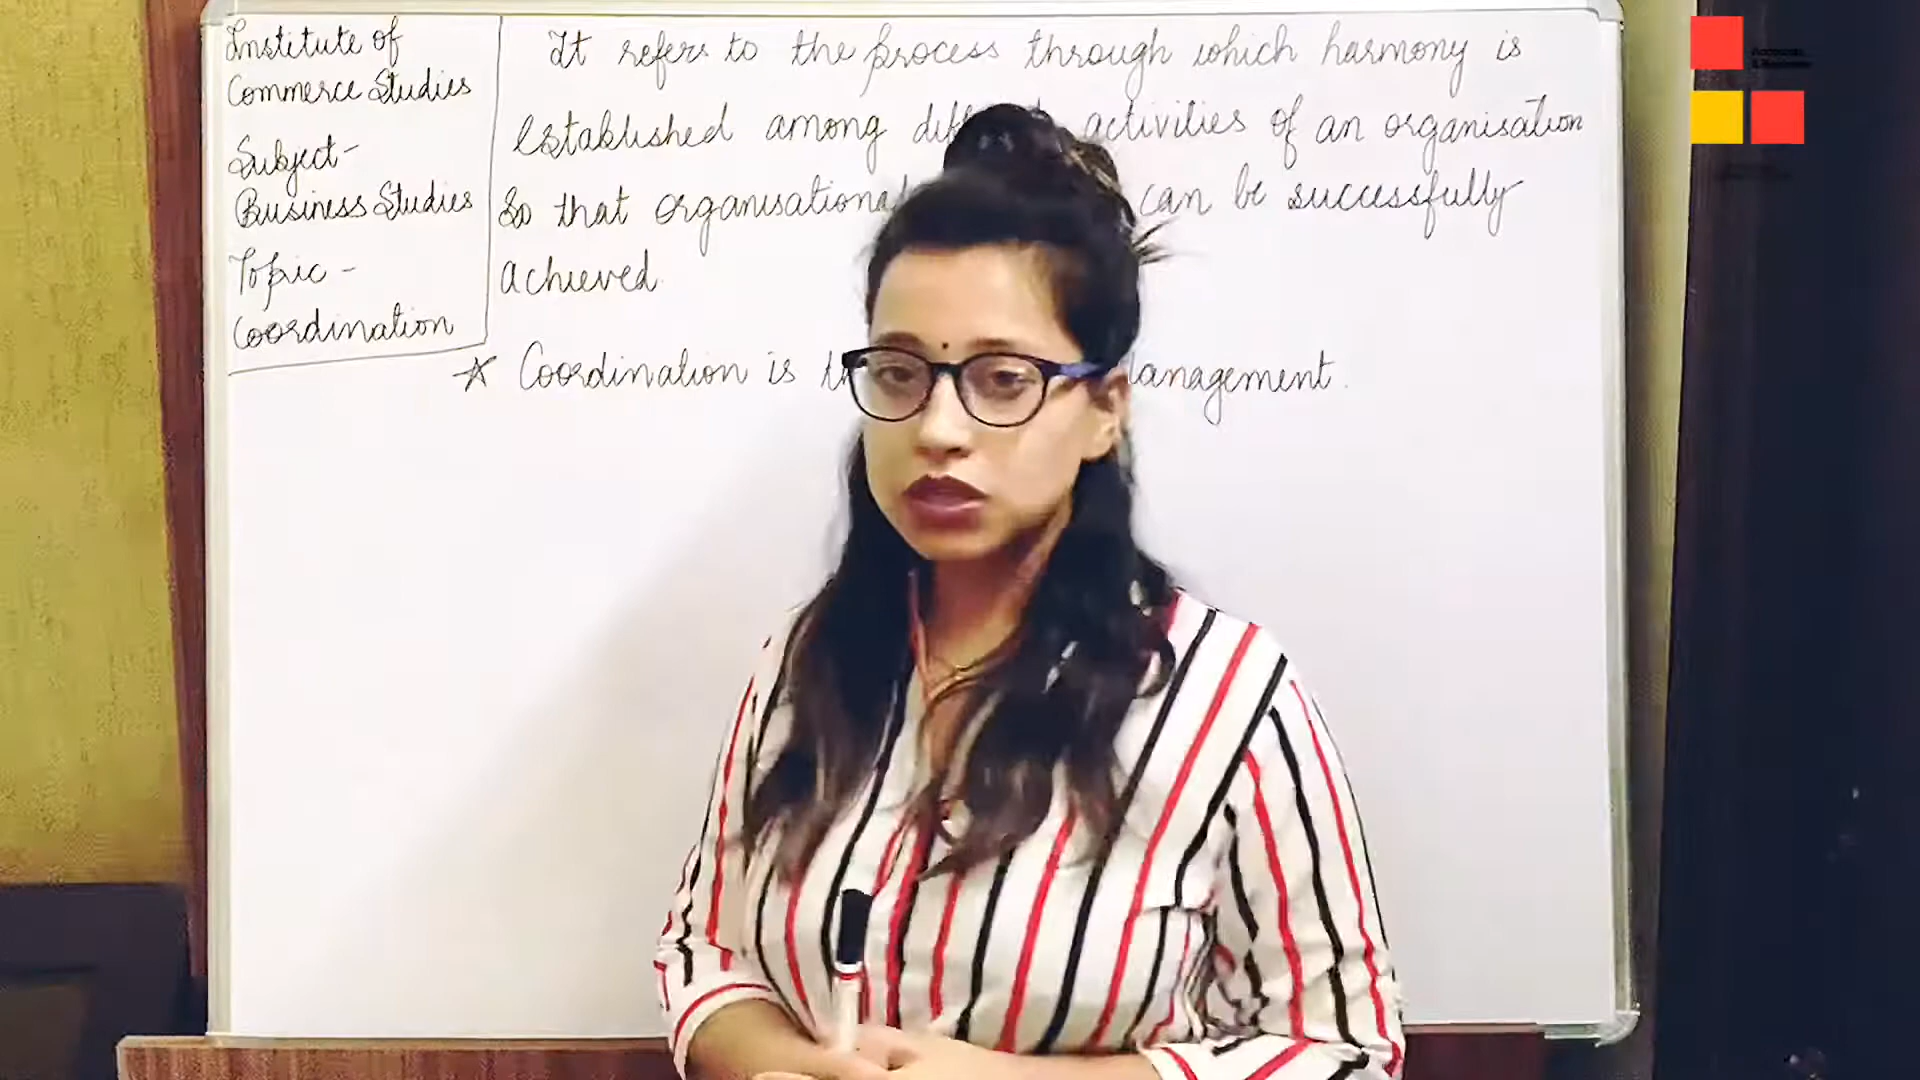 Institute of
Commerce Studies
Subject-
Business Studies
Topic -
Coordination
It refers to the process through which harmony is
established among activities of an organisation
So that organisational can be successfully
achieved.
* Coordination is Management.